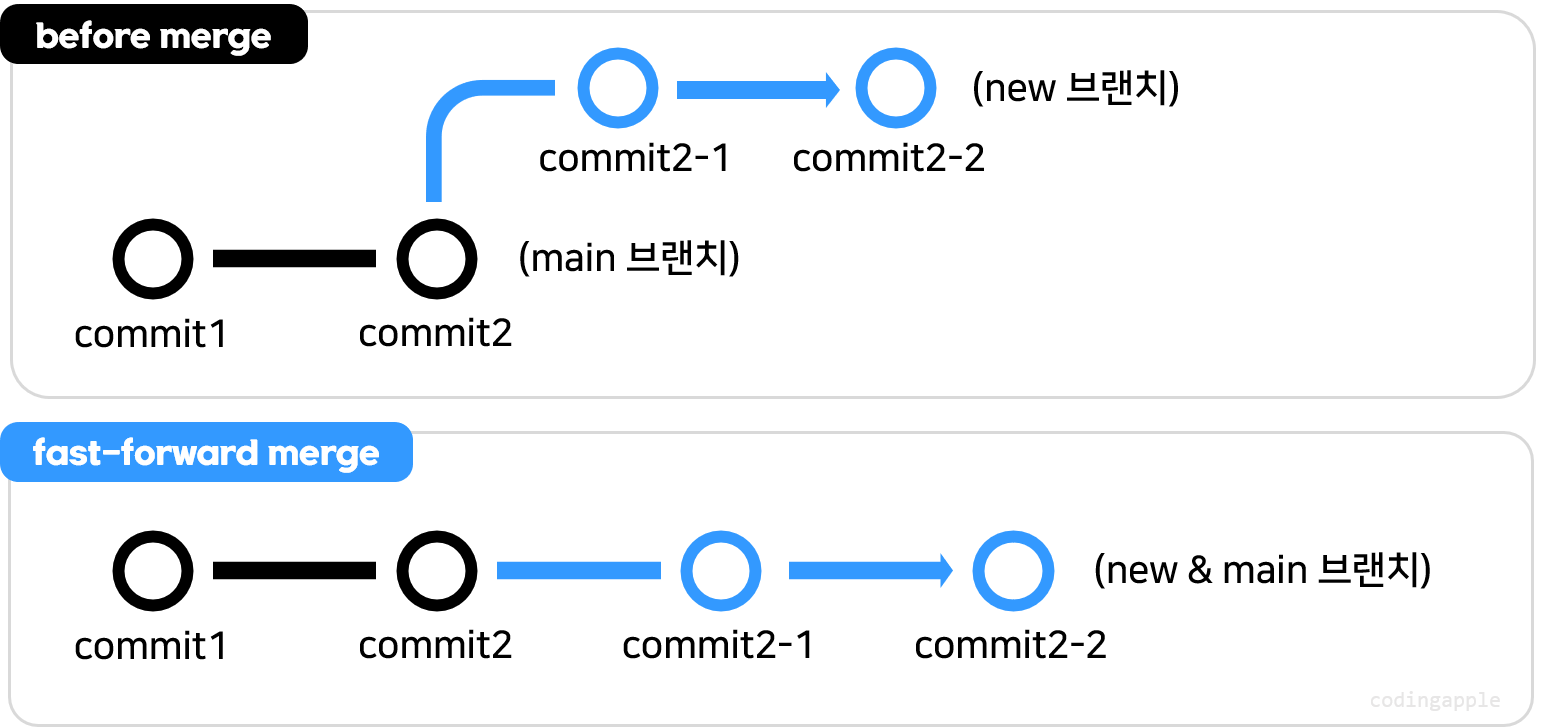 before merge
(new 브랜치)
commit2-1
commit2-2
(main 브랜치)
commit1
commit2
fast-forward merge
(new & main 브랜치)
commit1
commit2
commit2-1
commit2-2
codingapple